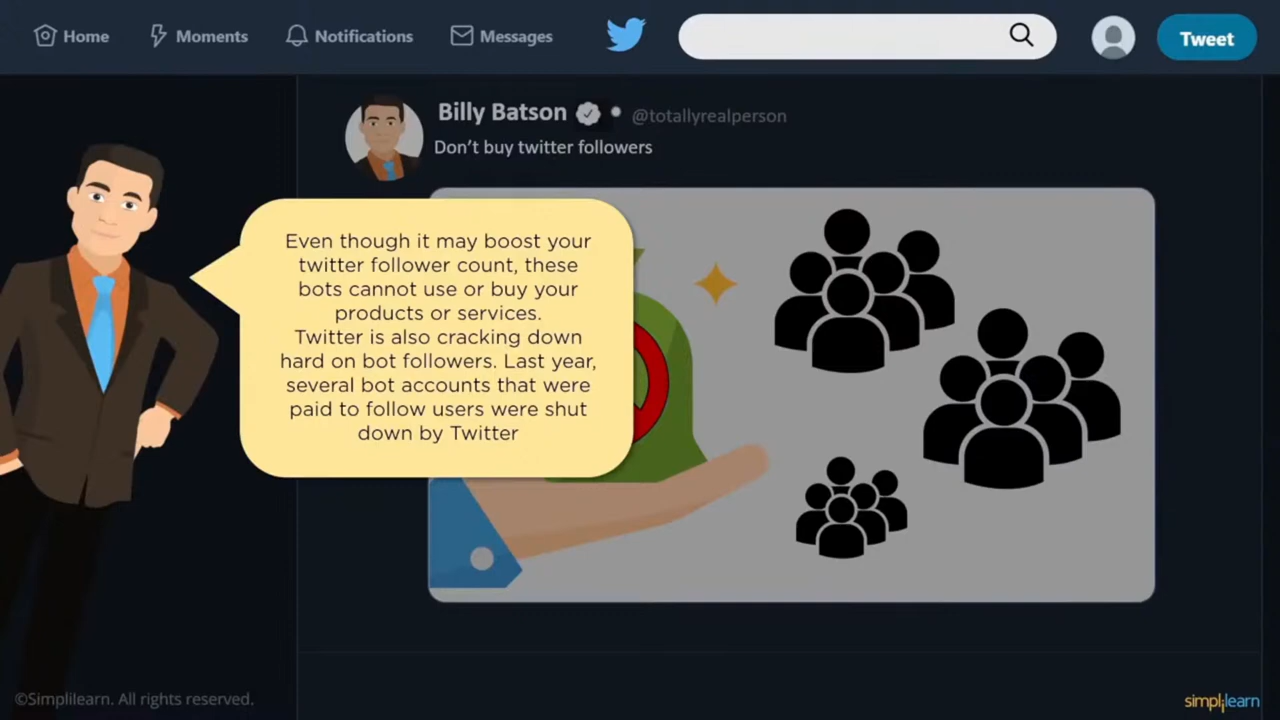 Home
Moments
Notifications
Messages
Tweet
Billy Batson
@totallyrealperson
Don't buy twitter followers
Even though it may boost your
twitter follower count, these
bots cannot use or buy your
products or services.
Twitter is also cracking down
hard on bot followers. Last year,
several bot accounts that were
paid to follow users were shut
down by Twitter
©Simplilearn. All rights reserved.
simplilearn